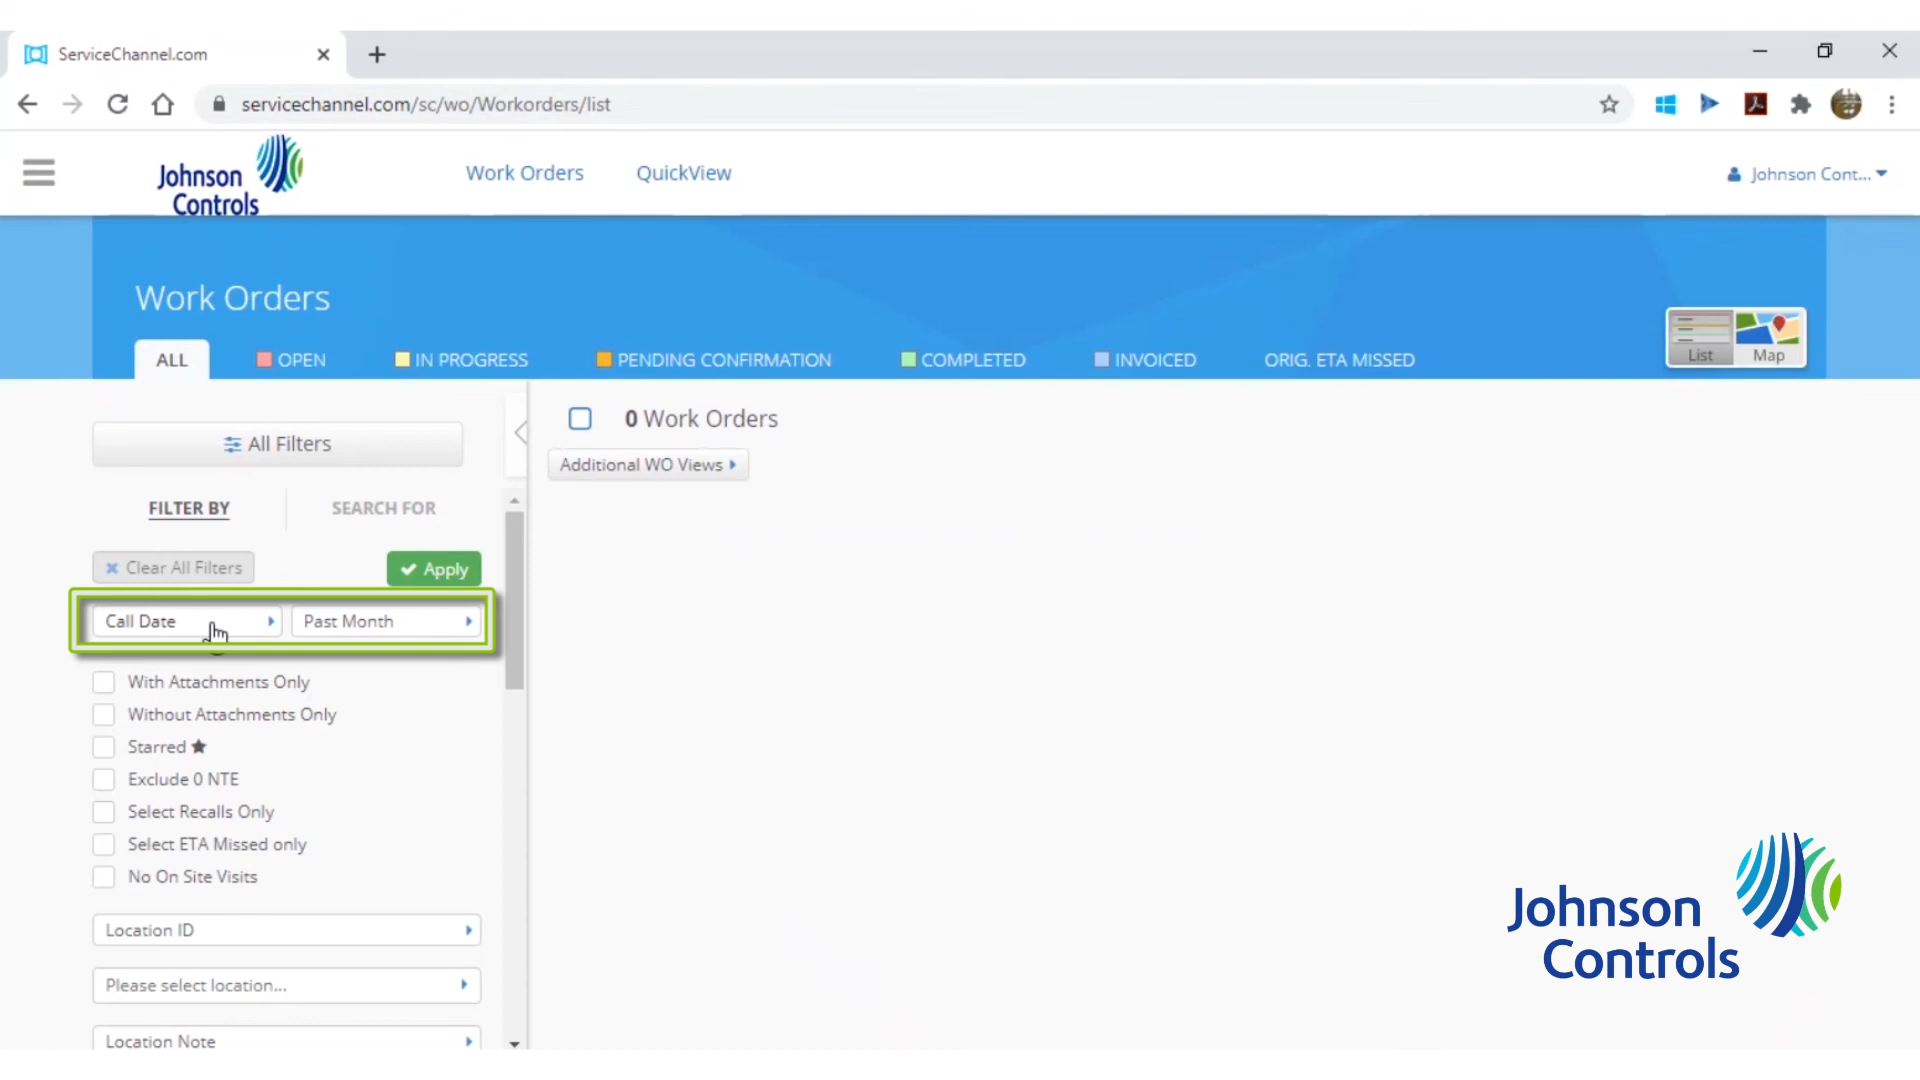 ServiceChannel.com
servicechannel.com/sc/wo/Workorders/list
Johnson
Controls
Work Orders
QuickView
Johnson Cont...
Work Orders
List
Map
ALL
OPEN
IN PROGRESS
PENDING CONFIRMATION
COMPLETED
INVOICED
ORIG. ETA MISSED
All Filters
0 Work Orders
Additional WO Views
FILTER BY
SEARCH FOR
Clear All Filters
Apply
Call Date
Past Month
With Attachments Only
Without Attachments Only
Starred
Exclude 0 NTE
Select Recalls Only
Select ETA Missed only
No On Site Visits
Location ID
Please select location...
Location Note
Johnson
Controls